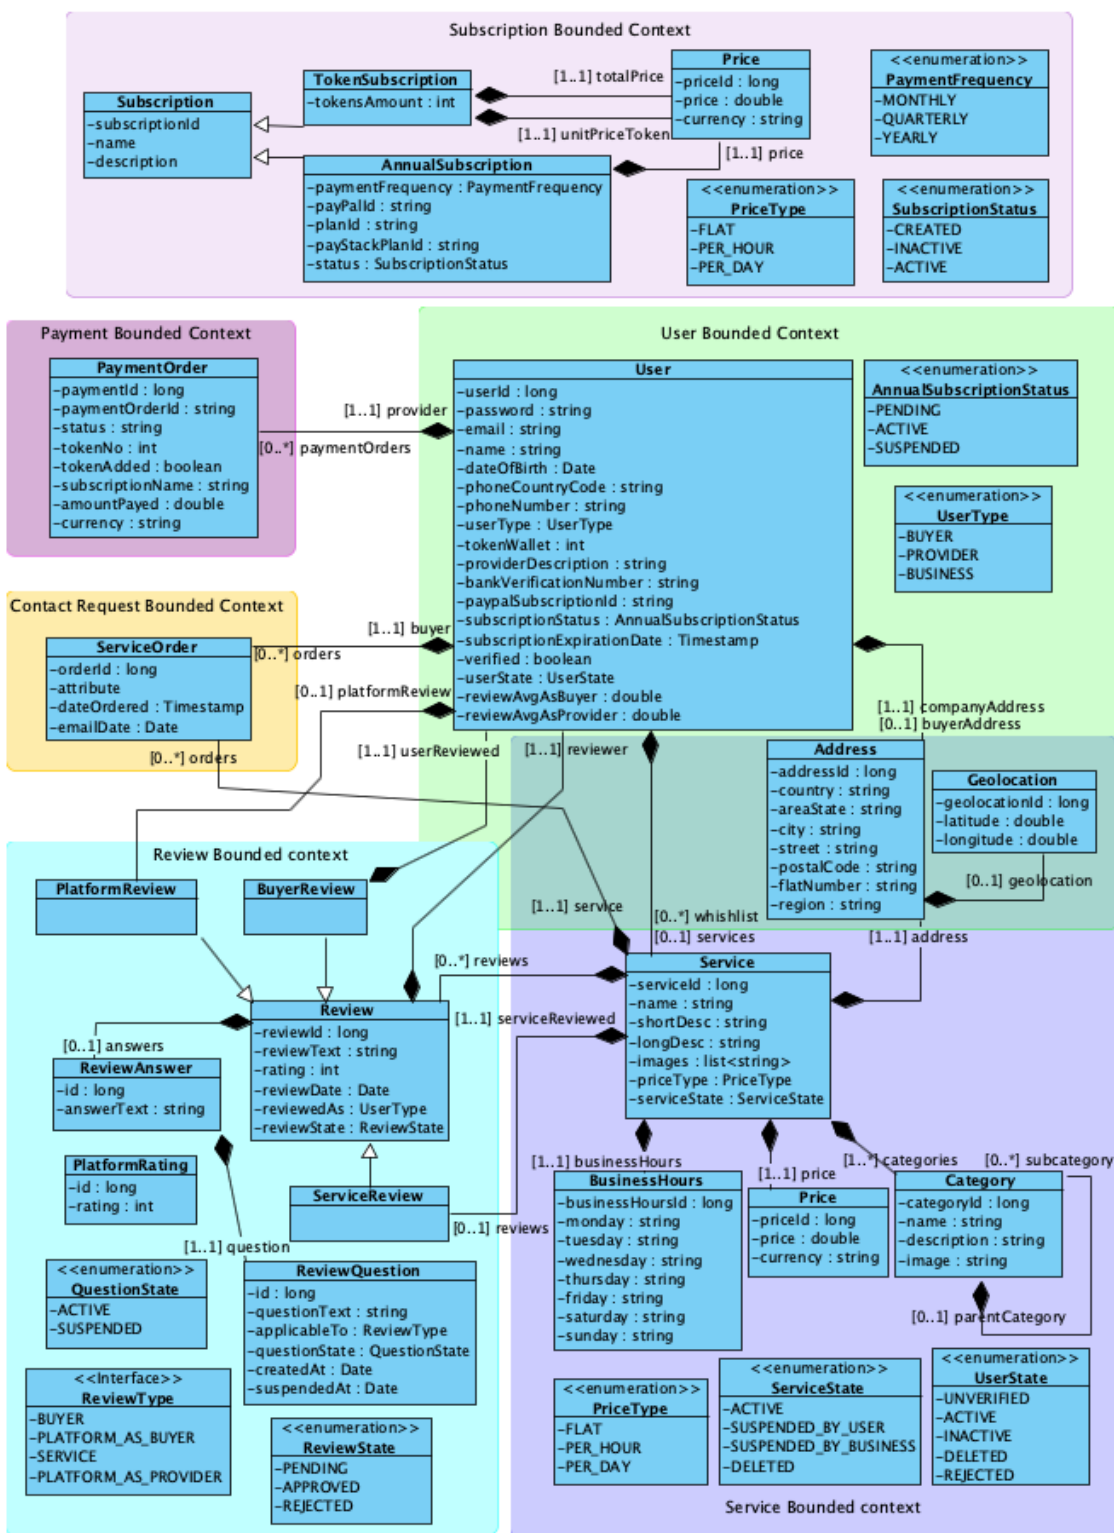 Subscription Bounded Context
Subscription
-subscriptionId
-name
-description
TokenSubscription
-tokensAmount : int
[1..1] totalPrice
[1..1] unitPriceToken
Price
-priceId : long
-price : double
-currency : string
[1..1] price
<<enumeration>>
PaymentFrequency
-MONTHLY
-QUARTERLY
-YEARLY
AnnualSubscription
-paymentFrequency : PaymentFrequency
-payPalId : string
-planId : string
-payStackPlanId : string
-status : SubscriptionStatus
<<enumeration>>
PriceType
-FLAT
-PER_HOUR
-PER_DAY
<<enumeration>>
SubscriptionStatus
-CREATED
-INACTIVE
-ACTIVE
Payment Bounded Context
PaymentOrder
-paymentId : long
-paymentOrderId : string
-status : string
-tokenNo : int
-tokenAdded : boolean
-subscriptionName : string
-amountPayed : double
-currency : string
[1..1] provider
[0..*] paymentOrders
User Bounded Context
User
-userId : long
-password : string
-email : string
-name : string
-dateOfBirth : Date
-phoneCountryCode : string
-phoneNumber : string
-userType : UserType
-tokenWallet : int
-providerDescription : string
-bankVerificationNumber : string
-paypalSubscriptionId : string
-subscriptionStatus : AnnualSubscriptionStatus
-subscriptionExpirationDate : Timestamp
-verified : boolean
-userState : UserState
-reviewAvgAsBuyer : double
-reviewAvgAsProvider : double
<<enumeration>>
AnnualSubscriptionStatus
-PENDING
-ACTIVE
-SUSPENDED
<<enumeration>>
UserType
-BUYER
-PROVIDER
-BUSINESS
Contact Request Bounded Context
ServiceOrder
-orderId : long
-attribute
-dateOrdered : Timestamp
-emailDate : Date
[1..1] buyer
[0..*] orders
[0..1] platformReview
[0..*] orders
[1..1] userReviewed
[1..1] reviewer
[1..1] companyAddress
[0..1] buyerAddress
Address
-addressId : long
-country : string
-areaState : string
-city : string
-street : string
-postalCode : string
-flatNumber : string
-region : string
Geolocation
-geolocationId : long
-latitude : double
-longitude : double
[0..1] geolocation
[1..1] address
Review Bounded context
PlatformReview
BuyerReview
[1..1] service
[0..*] whishlist
[0..1] services
[0..*] reviews
[1..1] serviceReviewed
Review
-reviewId : long
-reviewText : string
-rating : int
-reviewDate : Date
-reviewedAs : UserType
-reviewState : ReviewState
[0..1] answers
ReviewAnswer
-id : long
-answerText : string
PlatformRating
-id : long
-rating : int
ServiceReview
[0..1] reviews
[1..1] question
<<enumeration>>
QuestionState
-ACTIVE
-SUSPENDED
ReviewQuestion
-id : long
-questionText : string
-applicableTo : ReviewType
-questionState : QuestionState
-createdAt : Date
-suspendedAt : Date
<<Interface>>
ReviewType
-BUYER
-PLATFORM_AS_BUYER
-SERVICE
-PLATFORM_AS_PROVIDER
<<enumeration>>
ReviewState
-PENDING
-APPROVED
-REJECTED
Service
-serviceId : long
-name : string
-shortDesc : string
-longDesc : string
-images : list<string>
-priceType : PriceType
-serviceState : ServiceState
[1..1] businessHours
[1..1] price
[1..*] categories
[0..*] subcategory
BusinessHours
-businessHoursId : long
-monday : string
-tuesday : string
-wednesday : string
-thursday : string
-friday : string
-saturday : string
-sunday : string
Price
-priceId : long
-price : double
-currency : string
Category
-categoryId : long
-name : string
-description : string
-image : string
[0..1] parentCategory
<<enumeration>>
PriceType
-FLAT
-PER_HOUR
-PER_DAY
<<enumeration>>
ServiceState
-ACTIVE
-SUSPENDED_BY_USER
-SUSPENDED_BY_BUSINESS
-DELETED
<<enumeration>>
UserState
-UNVERIFIED
-ACTIVE
-INACTIVE
-DELETED
-REJECTED
Service Bounded context